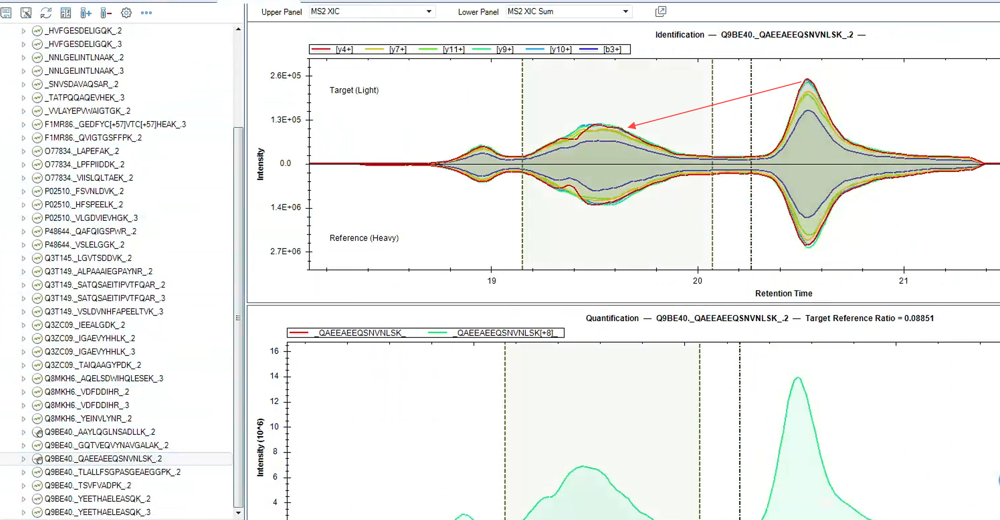 Upper Panel MS2 XIC Lower Panel MS2 XIC Sum
_HVFGESDELIGQK_.2
_HVFGESDELIGQK_.3
_NNLGELINTLNAAK_.2
_NNLGELINTLNAAK_.3
_SNVSDAVAQSAR_.2
_TATPQQAQEVHEK_.3
_VVLAYEPVWAIGTGK_.2
F1MR86._GEDFYC[+57]VTC[+57]HEAK_.3
F1MR86._QVIGTGSFFPK_.2
O77834._LAPEFAK_.2
O77834._LPFPIIDDK_.2
O77834._VIISLQLTAEK_.2
P02510._FSVNLDVK_.2
P02510._HFSPEELK_.2
P02510._VLGDVIEVHGK_.3
P48644._QAFQIGSPWR_.2
P48644._VSLELGGK_.2
Q3T145._LGVTSDDVK_.2
Q3T149._ALPAAAIEGPAYNR_.2
Q3T149._SATQSAEITIPVTFQAR_.2
Q3T149._SATQSAEITIPVTFQAR_.3
Q3T149._VSLDVNHFAPEELTVK_.3
Q3ZC09._IEEALGDK_.2
Q3ZC09._IGAEVYHHLK_.2
Q3ZC09._IGAEVYHHLK_.3
Q3ZC09._TAIQAAGYPDK_.2
Q8MKH6._AQELSDWIHQLESEK_.3
Q8MKH6._VDFDDIHR_.2
Q8MKH6._VDFDDIHR_.3
Q8MKH6._YEINVLYNR_.2
Q9BE40._AAYLQGLNSADLLK_.2
Q9BE40._GQTVEQVYNAVGALAK_.2
Q9BE40._QAEEAEEQSNVNLSK_.2
Q9BE40._TLALLFSGPASGEAEGGPK_.2
Q9BE40._TSVFVADPK_.2
Q9BE40._YEETHAELEASQK_.2
Q9BE40._YEETHAELEASQK_.3
Identification — Q9BE40._QAEEAEEQSNVNLSK_.2 —
[y4+] [y7+] [y11+] [y9+] [y10+] [b3+]
2.6E+05
Target (Light)
1.3E+05
0.0
Intensity
1.4E+06
Reference (Heavy)
2.7E+06
19 20 21
Retention Time
Quantification — Q9BE40._QAEEAEEQSNVNLSK_.2 — Target Reference Ratio = 0.08851
_QAEEAEEQSNVNLSK_ _QAEEAEEQSNVNLSK[+8]_
16
14
12
10
8
6
4
Intensity (10^6)